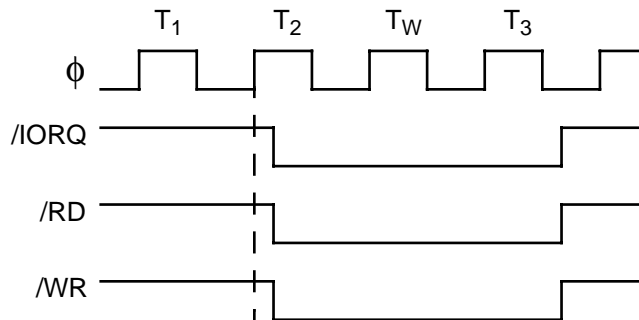 T1 T2 TW T3
ϕ
/IORQ
/RD
/WR